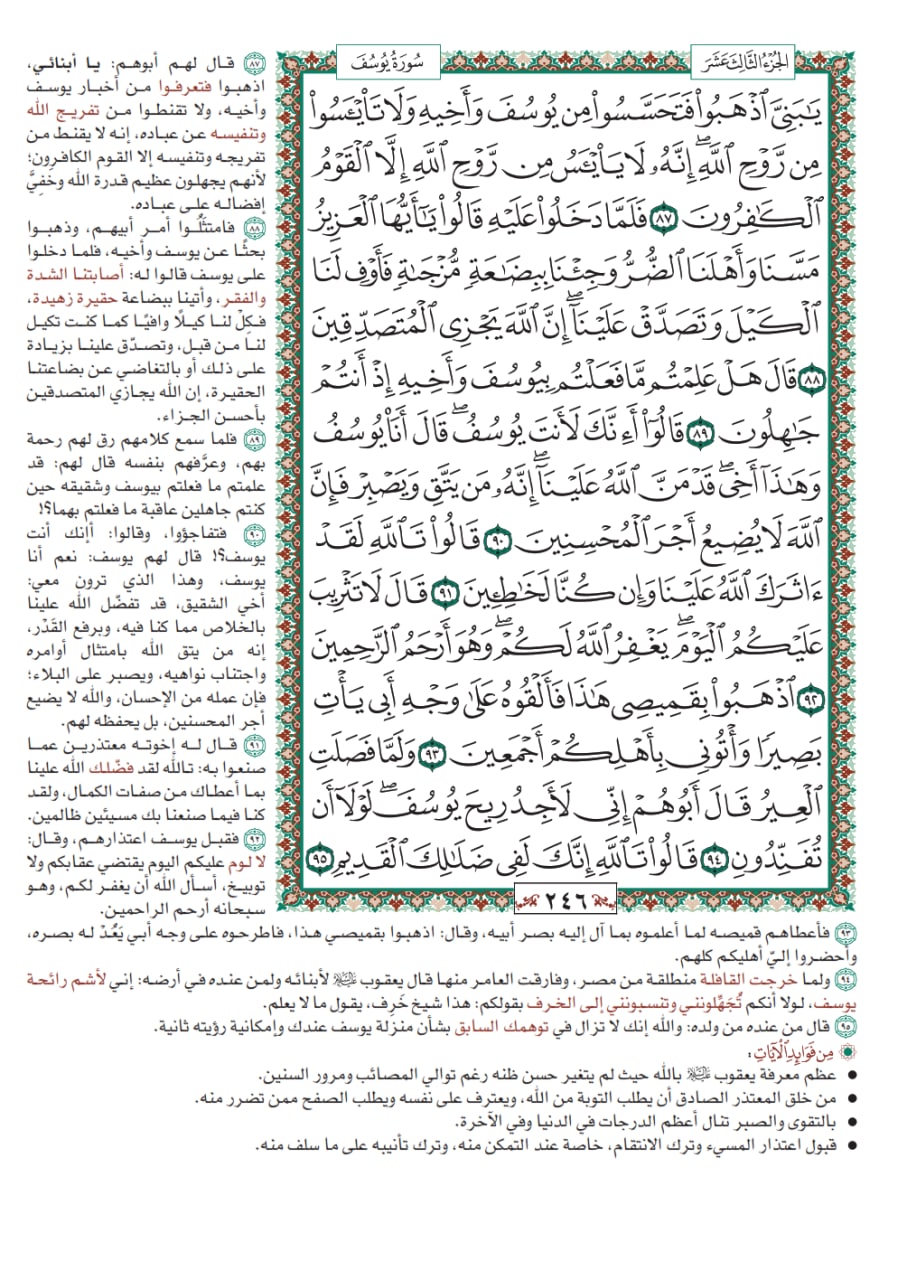 الجزء الثالث عشر
سورة يوسف
يَٰبَنِيَّ ٱذۡهَبُواْ فَتَحَسَّسُواْ مِن يُوسُفَ وَأَخِيهِ وَلَا تَاْيۡـَٔسُواْ
مِن رَّوۡحِ ٱللَّهِۖ إِنَّهُۥ لَا يَاْيۡـَٔسُ مِن رَّوۡحِ ٱللَّهِ إِلَّا ٱلۡقَوۡمُ
ٱلۡكَٰفِرُونَ ٨٧ فَلَمَّا دَخَلُواْ عَلَيۡهِ قَالُواْ يَٰٓأَيُّهَا ٱلۡعَزِيزُ
مَسَّنَا وَأَهۡلَنَا ٱلضُّرُّ وَجِئۡنَا بِبِضَٰعَةٖ مُّزۡجَىٰةٖ فَأَوۡفِ لَنَا
ٱلۡكَيۡلَ وَتَصَدَّقۡ عَلَيۡنَآۖ إِنَّ ٱللَّهَ يَجۡزِي ٱلۡمُتَصَدِّقِينَ
٨٨ قَالَ هَلۡ عَلِمۡتُم مَّا فَعَلۡتُم بِيُوسُفَ وَأَخِيهِ إِذۡ أَنتُمۡ
جَٰهِلُونَ ٨٩ قَالُوٓاْ أَءِنَّكَ لَأَنتَ يُوسُفُۖ قَالَ أَنَا۠ يُوسُفُ
وَهَٰذَآ أَخِيۖ قَدۡ مَنَّ ٱللَّهُ عَلَيۡنَآۖ إِنَّهُۥ مَن يَتَّقِ وَيَصۡبِرۡ فَإِنَّ
ٱللَّهَ لَا يُضِيعُ أَجۡرَ ٱلۡمُحۡسِنِينَ ٩٠ قَالُواْ تَٱللَّهِ لَقَدۡ
ءَاثَرَكَ ٱللَّهُ عَلَيۡنَا وَإِن كُنَّا لَخَٰطِـِٔينَ ٩١ قَالَ لَا تَثۡرِيبَ
عَلَيۡكُمُ ٱلۡيَوۡمَۖ يَغۡفِرُ ٱللَّهُ لَكُمۡۖ وَهُوَ أَرۡحَمُ ٱلرَّٰحِمِينَ
٩٢ ٱذۡهَبُواْ بِقَمِيصِي هَٰذَا فَأَلۡقُوهُ عَلَىٰ وَجۡهِ أَبِي يَأۡتِ
بَصِيرٗا وَأۡتُونِي بِأَهۡلِكُمۡ أَجۡمَعِينَ ٩٣ وَلَمَّا فَصَلَتِ
ٱلۡعِيرُ قَالَ أَبُوهُمۡ إِنِّي لَأَجِدُ رِيحَ يُوسُفَۖ لَوۡلَآ أَن
تُفَنِّدُونِ ٩٤ قَالُواْ تَٱللَّهِ إِنَّكَ لَفِي ضَلَٰلِكَ ٱلۡقَدِيمِ ٩٥
٢٤٦
٨٧ قال لهم أبوهم: يا أبنائي،
اذهبوا فتعرفوا من أخبار يوسف
وأخيه، ولا تقنطوا من تفريج الله
وتنفيسه عن عباده، إنه لا يقنط من
تفريجه وتنفيسه إلا القوم الكافرون؛
لأنهم يجهلون عظيم قدرة الله وخفيَّ
إفضاله على عباده.
٨٨ فامتثلُوا أمر أبيهم، وذهبوا
بحثًا عن يوسف وأخيه، فلما دخلوا
على يوسف قالوا له: أصابتنا الشدة
والفقر، وأتينا ببضاعة حقيرة زهيدة،
فكِلْ لنا كيلًا وافيًا كما كنت تكيل
لنا من قبل، وتصدّق علينا بزيادة
على ذلك أو بالتغاضي عن بضاعتنا
الحقيرة، إن الله يجازي المتصدقين
بأحسن الجزاء.
٨٩ فلما سمع كلامهم رق لهم رحمة
بهم، وعرَّفهم بنفسه قال لهم: قد
علمتم ما فعلتم بيوسف وشقيقه حين
كنتم جاهلين عاقبة ما فعلتم بهما؟!
٩٠ فتفاجؤوا، وقالوا: أإنك أنت
يوسف؟! قال لهم يوسف: نعم أنا
يوسف، وهذا الذي ترون معي:
أخي الشقيق، قد تفضّل الله علينا
بالخلاص مما كنا فيه، وبرفع القَدْر،
إنه من يتق الله بامتثال أوامره
واجتناب نواهيه، ويصبر على البلاء؛
فإن عمله من الإحسان، والله لا يضيع
أجر المحسنين، بل يحفظه لهم.
٩١ قال له إخوته معتذرين عما
صنعوا به: تالله لقد فضّلك الله علينا
بما أعطاك من صفات الكمال، ولقد
كنا فيما صنعنا بك مسيئين ظالمين.
٩٢ فقبل يوسف اعتذارهم، وقال:
لا لوم عليكم اليوم يقتضي عقابكم ولا
توبيخ، أسأل الله أن يغفر لكم، وهو
سبحانه أرحم الراحمين.
٩٣ فأعطاهم قميصه لما أعلموه بما آل إليه بصر أبيه، وقال: اذهبوا بقميصي هذا، فاطرحوه على وجه أبي يَعُدْ له بصره،
وأحضروا إليّ أهليكم كلهم.
٩٤ ولما خرجت القافلة منطلقة من مصر، وفارقت العامر منها قال يعقوب ﷺ لأبنائه ولمن عنده في أرضه: إني لأشم رائحة
يوسف، لولا أنكم تُجَهِّلونني وتنسبونني إلى الخرف بقولكم: هذا شيخ خَرِف، يقول ما لا يعلم.
٩٥ قال من عنده من ولده: والله إنك لا تزال في توهمك السابق بشأن منزلة يوسف عندك وإمكانية رؤيته ثانية.
من فوائد الآيات:
• عظم معرفة يعقوب ﷺ بالله حيث لم يتغير حسن ظنه رغم توالي المصائب ومرور السنين.
• من خلق المعتذر الصادق أن يطلب التوبة من الله، ويعترف على نفسه ويطلب الصفح ممن تضرر منه.
• بالتقوى والصبر تنال أعظم الدرجات في الدنيا وفي الآخرة.
• قبول اعتذار المسيء وترك الانتقام، خاصة عند التمكن منه، وترك تأنيبه على ما سلف منه.